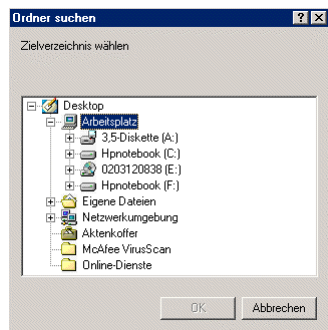 Ordner suchen
Zielverzeichnis wählen
Desktop
Arbeitsplatz
3,5-Diskette (A:)
Hpnotebook (C:)
0203120838 (E:)
Hpnotebook (F:)
Eigene Dateien
Netzwerkumgebung
Aktenkoffer
McAfee VirusScan
Online-Dienste
OK
Abbrechen